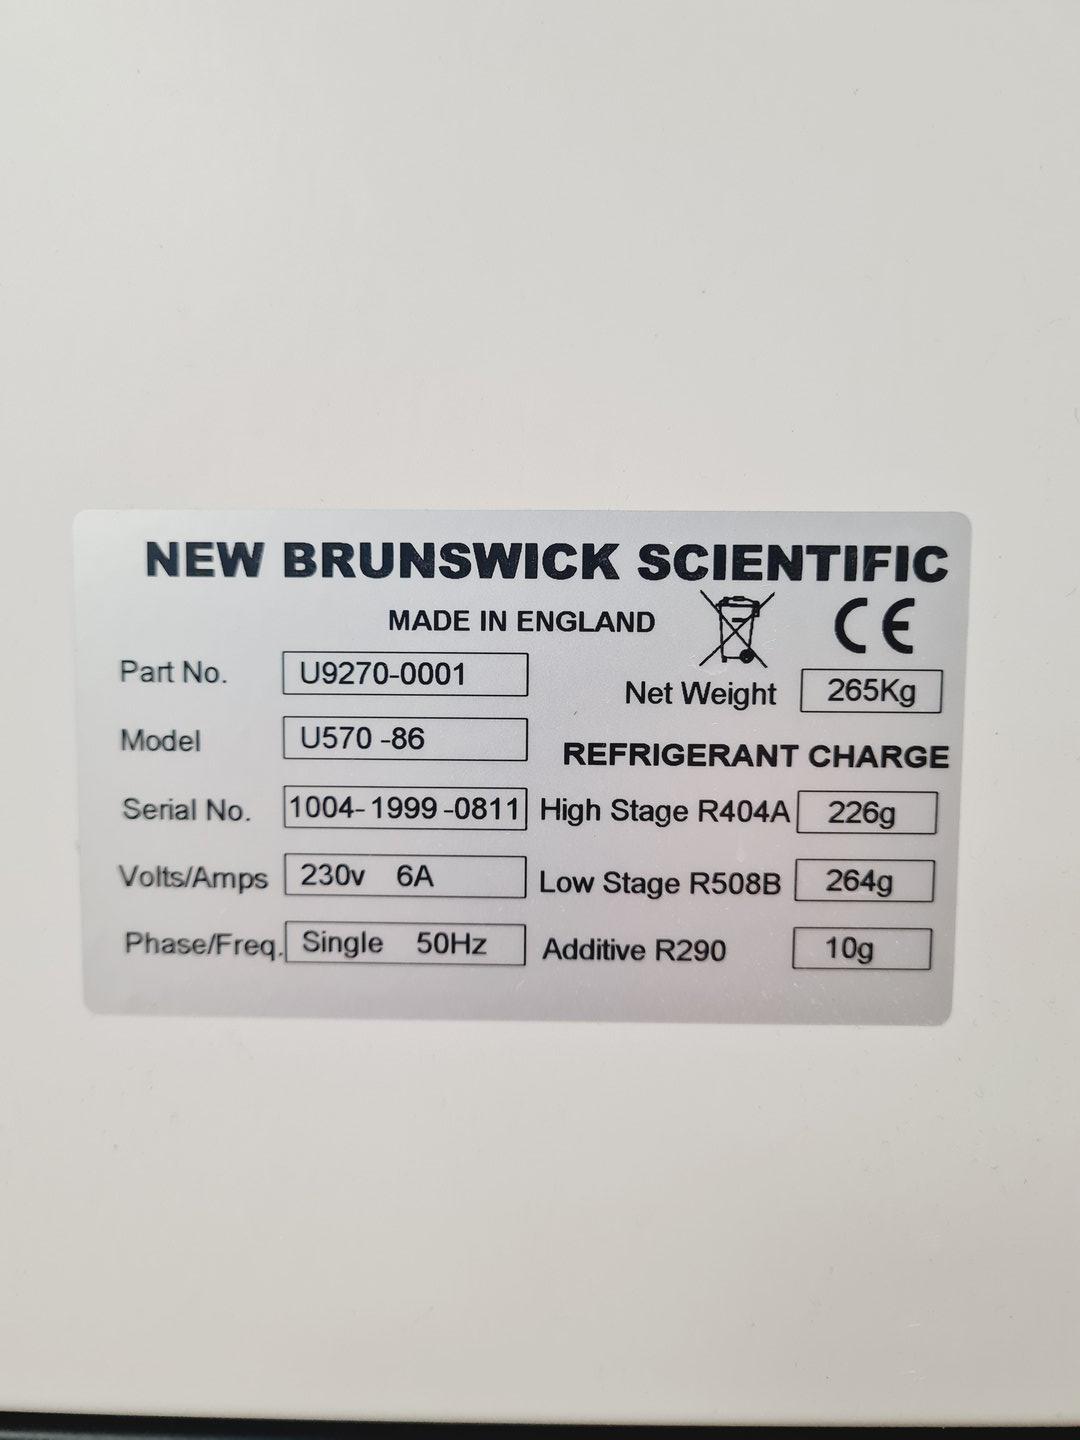 NEW BRUNSWICK SCIENTIFIC
MADE IN ENGLAND
CE
Part No. U9270-0001
Net Weight 265Kg
Model U570 -86
REFRIGERANT CHARGE
Serial No. 1004-1999-0811 High Stage R404A 226g
Volts/Amps 230v 6A Low Stage R508B 264g
Phase/Freq. Single 50Hz Additive R290 10g